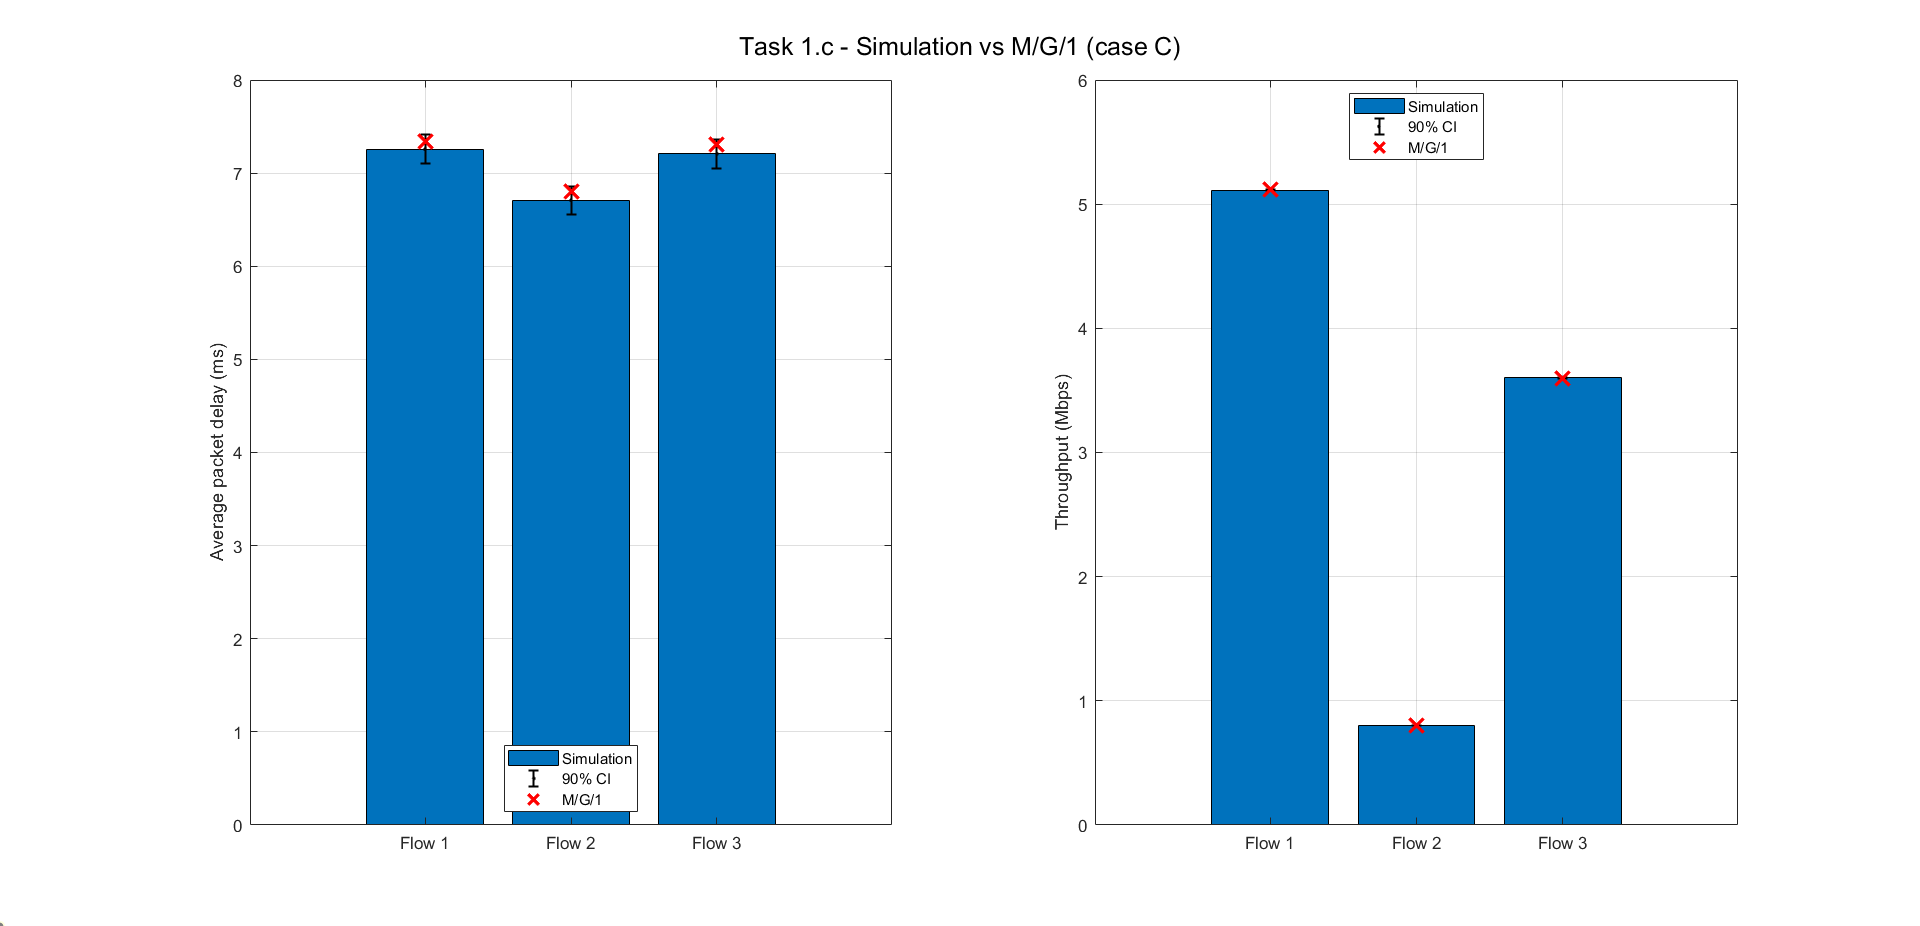 Task 1.c - Simulation vs M/G/1 (case C)
Average packet delay (ms)
8
7
6
5
4
3
2
1
0
Simulation
90% CI
M/G/1
Flow 1 Flow 2 Flow 3
Throughput (Mbps)
6
5
4
3
2
1
0
Simulation
90% CI
M/G/1
Flow 1 Flow 2 Flow 3